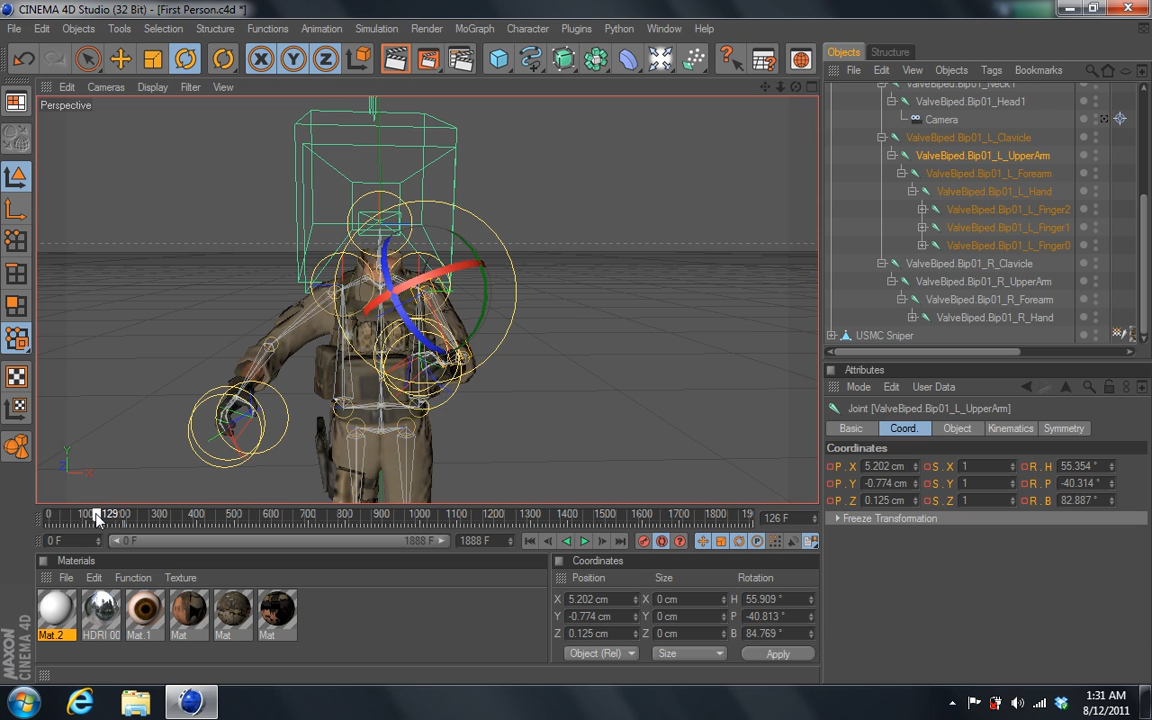 CINEMA 4D Studio (32 Bit) - [First Person.c4d *]
File Edit Objects Tools Selection Structure Functions Animation Simulation Render MoGraph Character Plugins Python Window Help
X Y Z
Objects Structure
Edit Cameras Display Filter View
File Edit View Objects Tags Bookmarks
Perspective
ValveBiped.Bip01_Neck1
ValveBiped.Bip01_Head1
Camera
ValveBiped.Bip01_L_Clavicle
ValveBiped.Bip01_L_UpperArm
ValveBiped.Bip01_L_Forearm
ValveBiped.Bip01_L_Hand
ValveBiped.Bip01_L_Finger2
ValveBiped.Bip01_L_Finger1
ValveBiped.Bip01_L_Finger0
ValveBiped.Bip01_R_Clavicle
ValveBiped.Bip01_R_UpperArm
ValveBiped.Bip01_R_Forearm
ValveBiped.Bip01_R_Hand
USMC Sniper
Attributes
Mode Edit User Data
Joint [ValveBiped.Bip01_L_UpperArm]
Basic Coord. Object Kinematics Symmetry
Coordinates
P . X 5.202 cm S . X 1 R . H 55.354 °
P . Y -0.774 cm S . Y 1 R . P -40.314 °
P . Z 0.125 cm S . Z 1 R . B 82.887 °
Freeze Transformation
Y
Z X
0 100 129 300 400 500 600 700 800 900 1000 1100 1200 1300 1400 1500 1600 1700 1800 126 F
0 F 0 F 1888 F 1888 F
Materials
File Edit Function Texture
Mat.2 HDRI 00 Mat.1 Mat Mat Mat
Coordinates
Position Size Rotation
X 5.202 cm X 0 cm H 55.909 °
Y -0.774 cm Y 0 cm P -40.813 °
Z 0.125 cm Z 0 cm B 84.769 °
Object (Rel) Size Apply
MAXON
CINEMA 4D
1:31 AM
8/12/2011